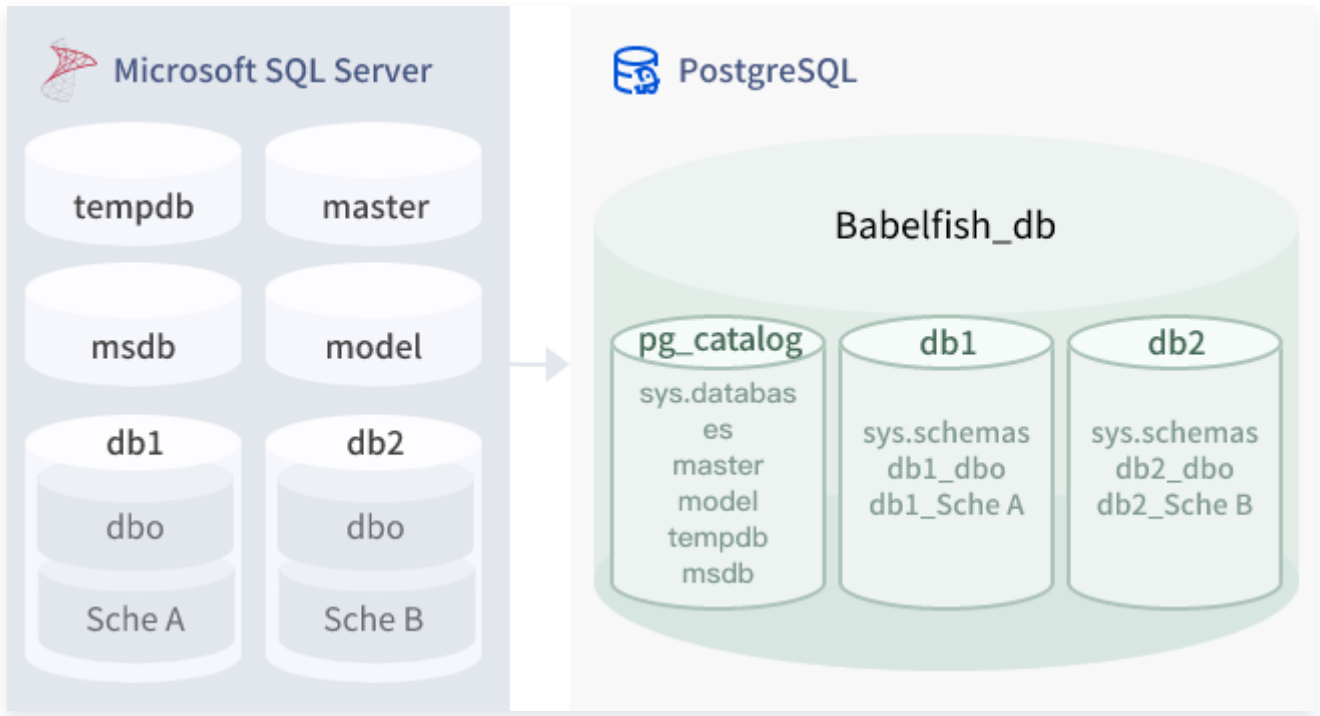 Microsoft SQL Server
tempdb
master
msdb
model
db1
dbo
Sche A
db2
dbo
Sche B
PostgreSQL
Babelfish_db
pg_catalog
sys.databas
es
master
model
tempdb
msdb
db1
sys.schemas
db1_dbo
db1_Sche A
db2
sys.schemas
db2_dbo
db2_Sche B